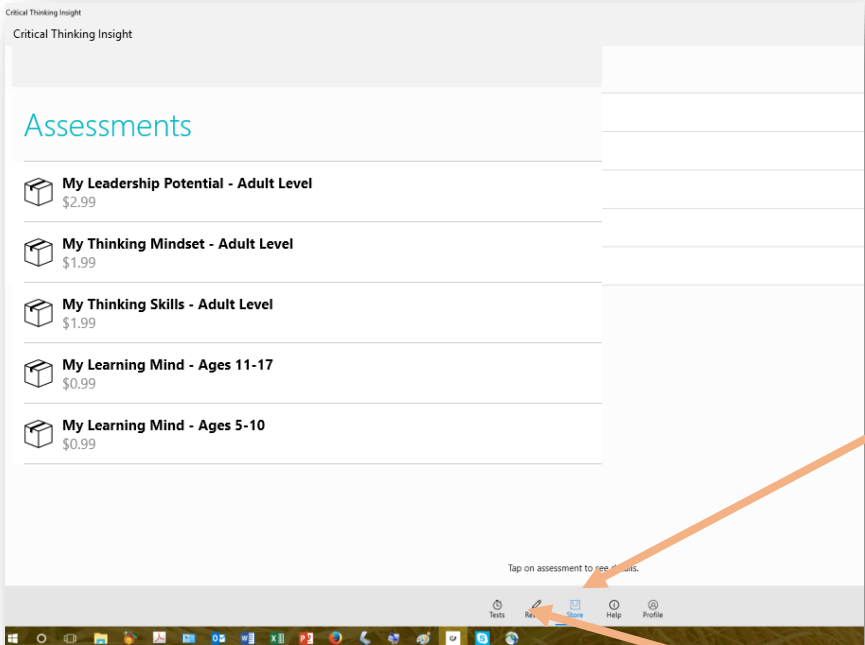 Critical Thinking Insight
Critical Thinking Insight
Assessments
My Leadership Potential - Adult Level
$2.99
My Thinking Mindset - Adult Level
$1.99
My Thinking Skills - Adult Level
$1.99
My Learning Mind - Ages 11-17
$0.99
My Learning Mind - Ages 5-10
$0.99
Tap on assessment to see details.
Tests Store Help Profile